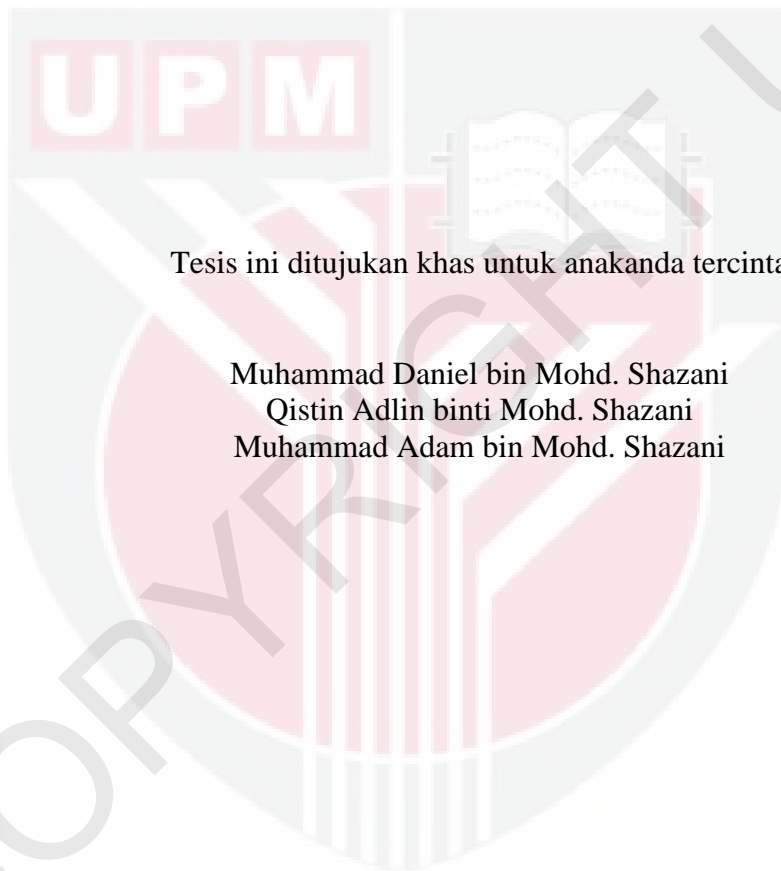 UPM
Tesis ini ditujukan khas untuk anakanda tercinta
Muhammad Daniel bin Mohd. Shazani
Qistin Adlin binti Mohd. Shazani
Muhammad Adam bin Mohd. Shazani
OPYRIGHT U